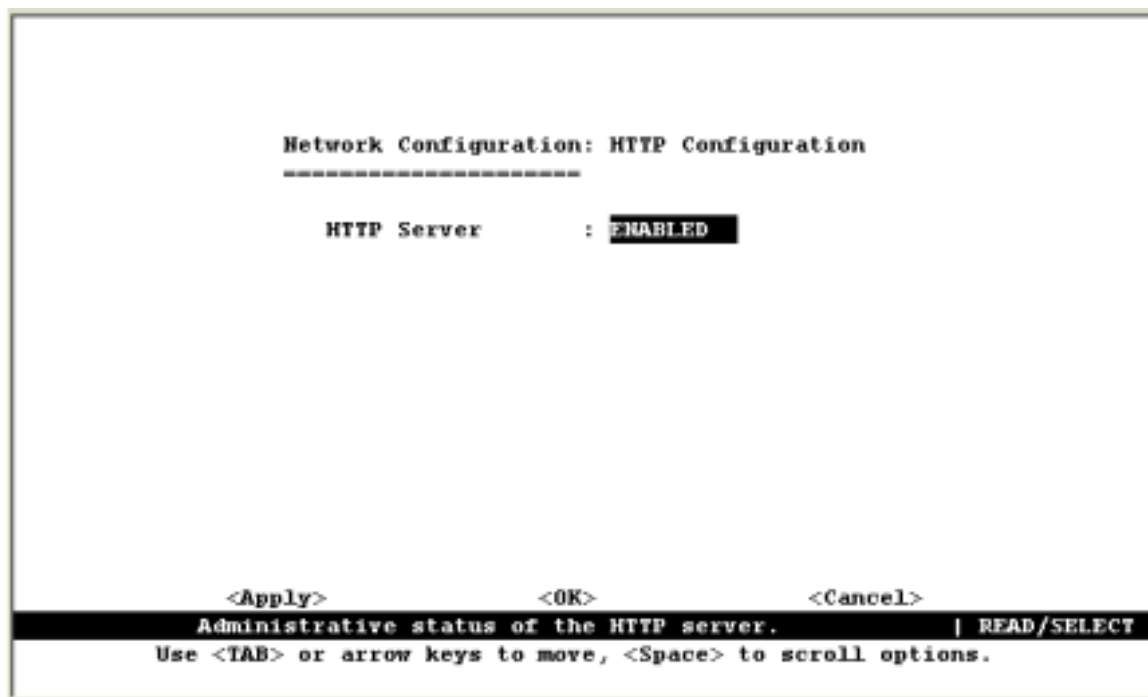 Network Configuration: HTTP Configuration
=====================
HTTP Server : ENABLED
<Apply> <OK> <Cancel>
Administrative status of the HTTP server. | READ/SELECT
Use <TAB> or arrow keys to move, <Space> to scroll options.